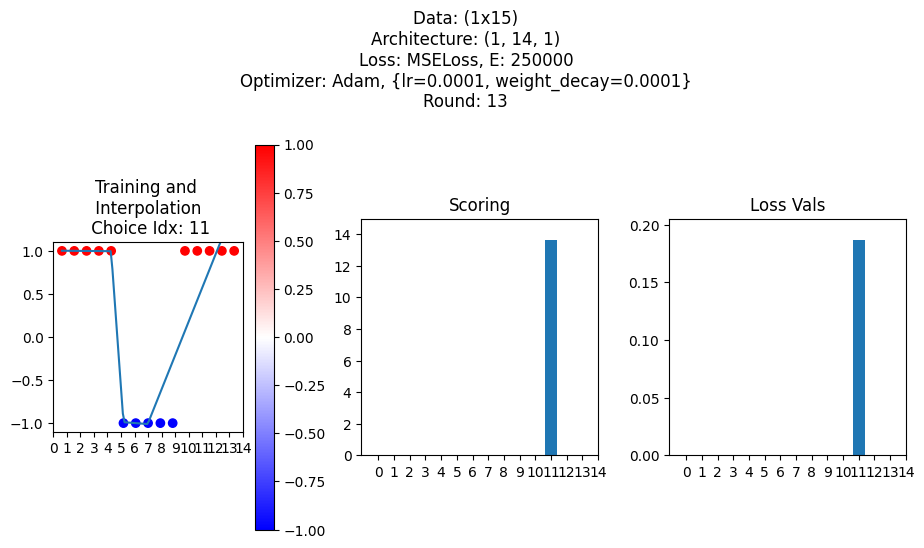 Data: (1x15)
Architecture: (1, 14, 1)
Loss: MSELoss, E: 250000
Optimizer: Adam, {lr=0.0001, weight_decay=0.0001}
Round: 13
Training and
Interpolation
Choice Idx: 11
1.0
0.5
0.0
−0.5
−1.0
0 1 2 3 4 5 6 7 8 9 10 11 12 13 14
1.00
0.75
0.50
0.25
0.00
−0.25
−0.50
−0.75
−1.00
Scoring
14
12
10
8
6
4
2
0
0 1 2 3 4 5 6 7 8 9 10 11 12 13 14
Loss Vals
0.20
0.15
0.10
0.05
0.00
0 1 2 3 4 5 6 7 8 9 10 11 12 13 14